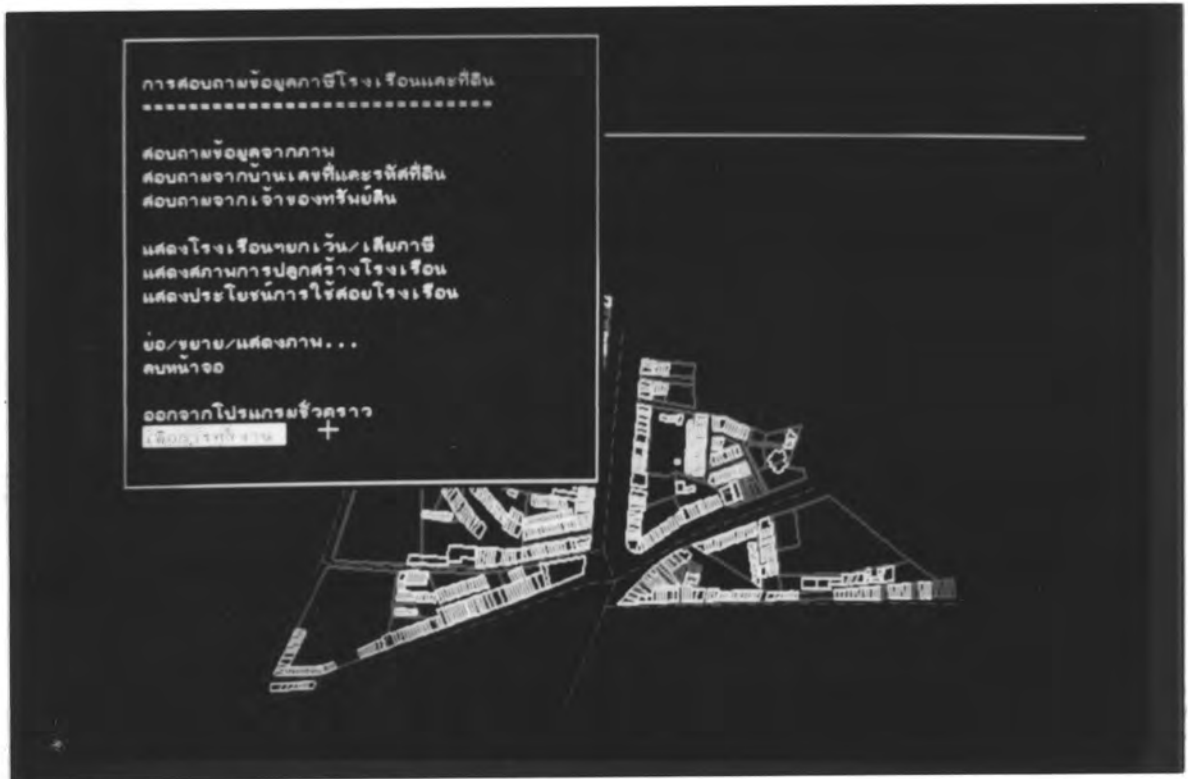 การสอบถามข้อมูลภาษีโรงเรือนและที่ดิน
=============================
สอบถามข้อมูลจากภาพ
สอบถามจากบ้านเลขที่และรหัสที่ดิน
สอบถามจากเจ้าของทรัพย์สิน
แสดงโรงเรือนฯยกเว้น/เสียภาษี
แสดงสภาพการปลูกสร้างโรงเรือน
แสดงประโยชน์การใช้สอยโรงเรือน
ย่อ/ขยาย/แสดงภาพ...
ลบหน้าจอ
ออกจากโปรแกรมชั่วคราว